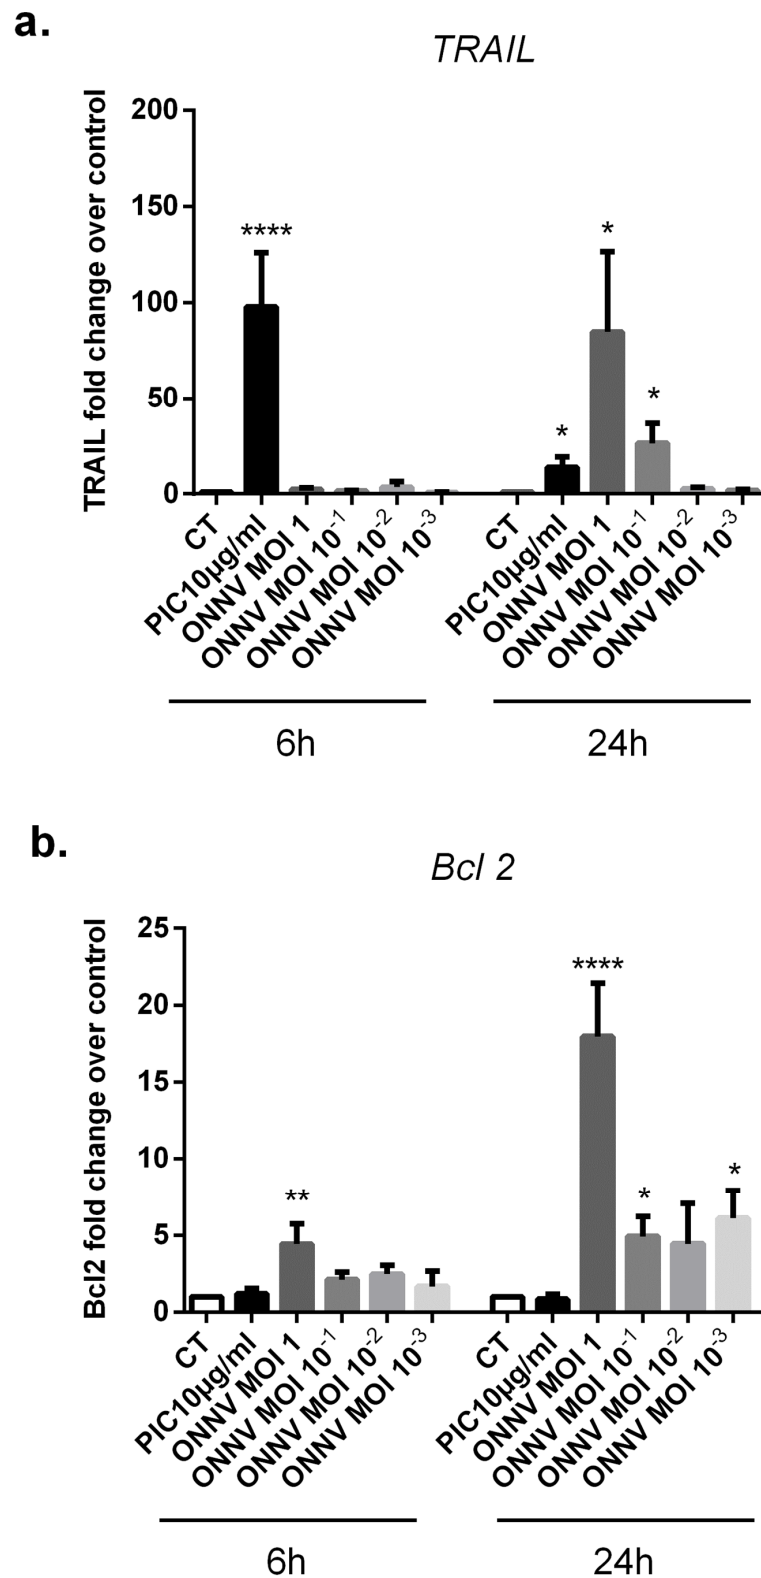 a.
TRAIL
TRAIL fold change over control
200
150
100
50
0
****
*
*
*
CT
PIC10µg/ml
ONNV MOI 1
ONNV MOI 10⁻¹
ONNV MOI 10⁻²
ONNV MOI 10⁻³
CT
PIC10µg/ml
ONNV MOI 1
ONNV MOI 10⁻¹
ONNV MOI 10⁻²
ONNV MOI 10⁻³
6h
24h
b.
Bcl 2
Bcl2 fold change over control
25
20
15
10
5
0
**
****
*
*
CT
PIC10µg/ml
ONNV MOI 1
ONNV MOI 10⁻¹
ONNV MOI 10⁻²
ONNV MOI 10⁻³
CT
PIC10µg/ml
ONNV MOI 1
ONNV MOI 10⁻¹
ONNV MOI 10⁻²
ONNV MOI 10⁻³
6h
24h